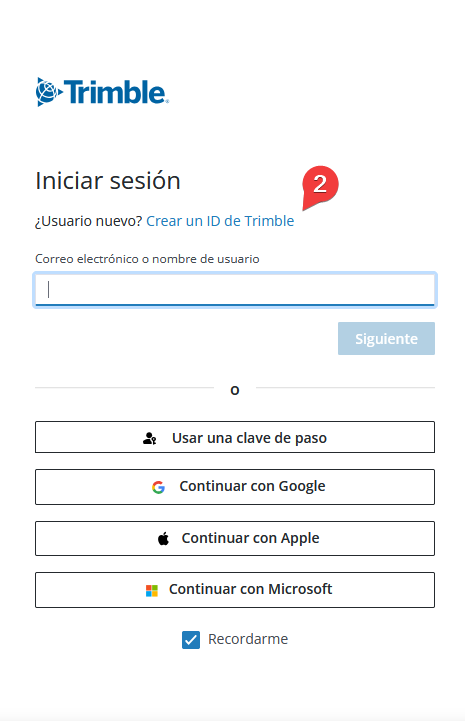 Trimble
Iniciar sesión
2
¿Usuario nuevo? Crear un ID de Trimble
Correo electrónico o nombre de usuario
Siguiente
O
Usar una clave de paso
Continuar con Google
Continuar con Apple
Continuar con Microsoft
Recordarme